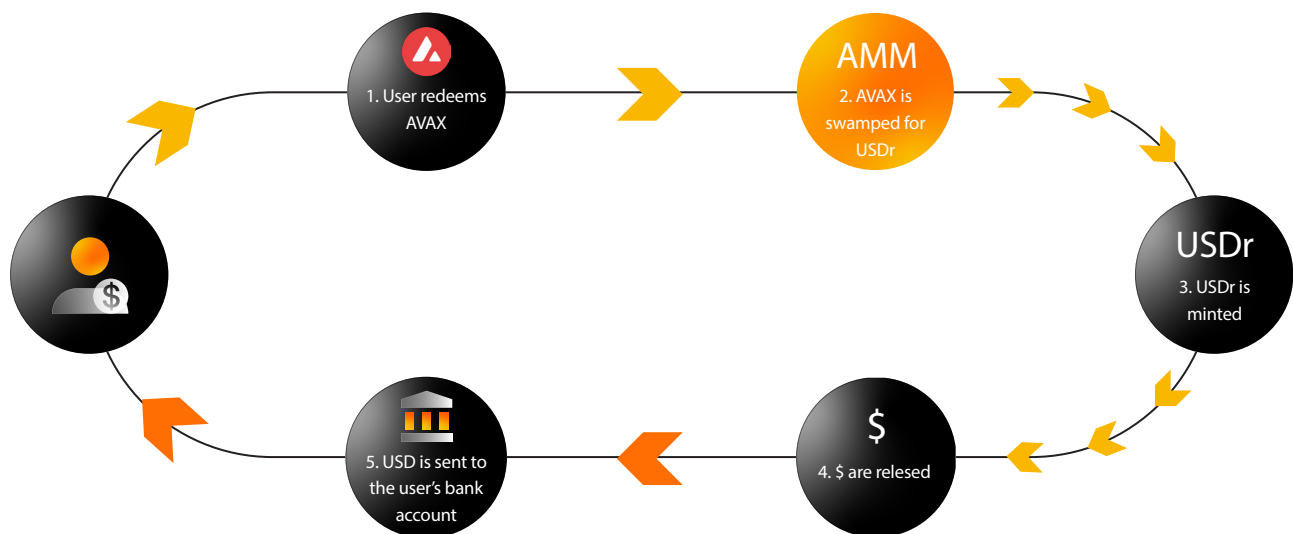 1. User redeems
AVAX
AMM
2. AVAX is
swamped for
USDr
USDr
3. USDr is
minted
$
4. $ are relesed
5. USD is sent to
the user’s bank
account
$